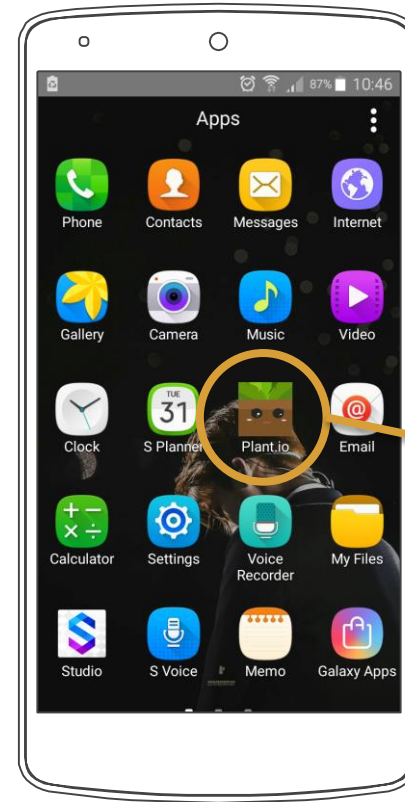 87% 10:46
Apps
Phone Contacts Messages Internet
Gallery Camera Music Video
TUE
31
Clock S Planner Plant.io Email
Calculator Settings Voice Recorder My Files
Studio S Voice Memo Galaxy Apps